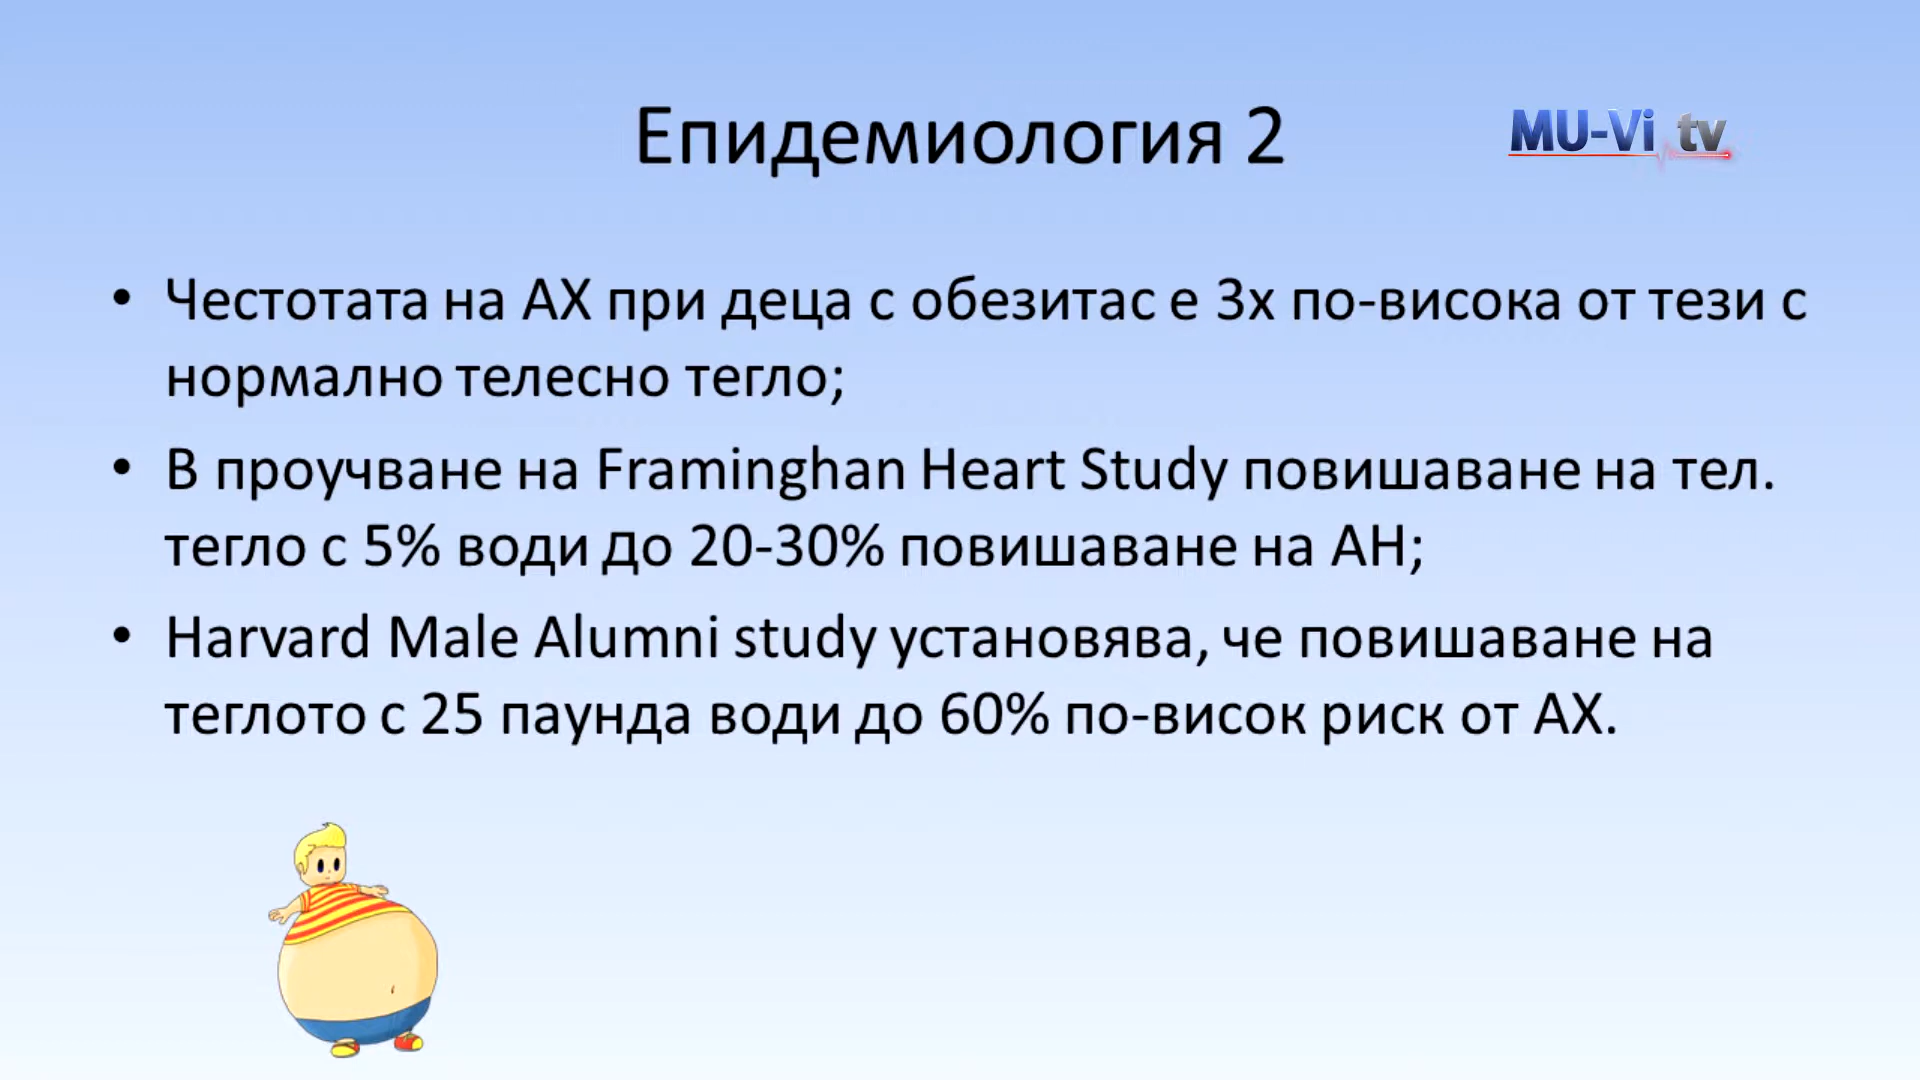 Епидемиология 2
MU-Vi tv
• Честотата на АХ при деца с обезитас е 3х по-висока от тези с
нормално телесно тегло;
• В проучване на Framinghan Heart Study повишаване на тел.
тегло с 5% води до 20-30% повишаване на АН;
• Harvard Male Alumni study установява, че повишаване на
теглото с 25 паунда води до 60% по-висок риск от АХ.